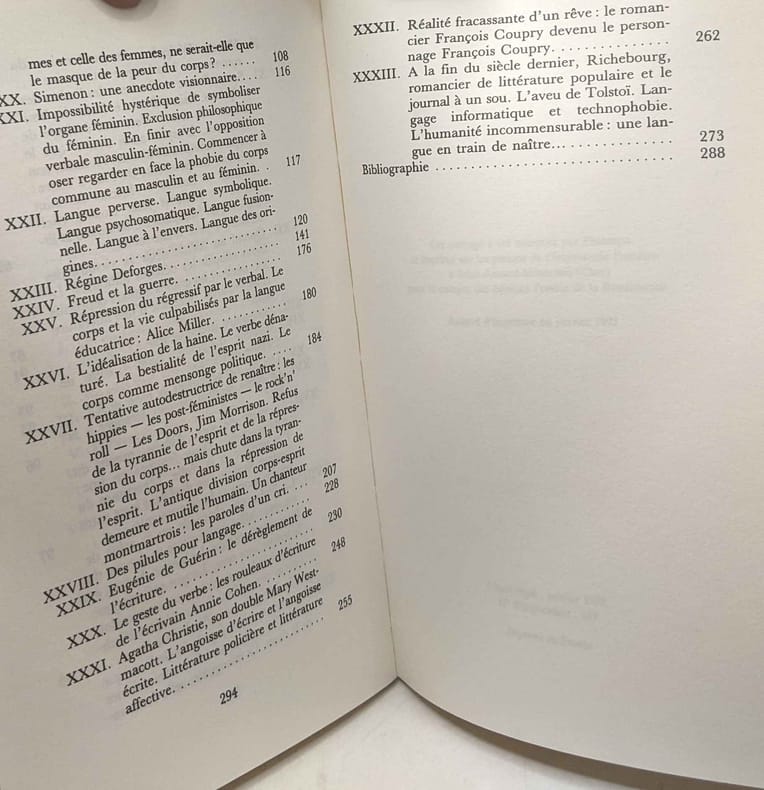 mes et celle des femmes, ne serait-elle que
le masque de la peur du corps? ...... 108
XX. Simenon : une anecdote visionnaire.... 116
XXI. Impossibilité hystérique de symboliser
l'organe féminin. Exclusion philosophique
du féminin. En finir avec l'opposition
verbale masculin-féminin. Commencer à
oser regarder en face la phobie du corps
commune au masculin et au féminin. . 117
XXII. Langue perverse. Langue symbolique.
Langue psychosomatique. Langue fusion-
nelle. Langue à l'envers. Langue des ori-
gines. ............................ 120
XXIII. Régine Deforges. .................. 141
XXIV. Freud et la guerre. ................ 176
XXV. Répression du régressif par le verbal. Le
corps et la vie culpabilisés par la langue
éducatrice : Alice Miller. ........... 180
XXVI. L'idéalisation de la haine. Le verbe déna-
turé. La bestialité de l'esprit nazi. Le
corps comme mensonge politique. .... 184
XXVII. Tentative autodestructrice de renaître : les
hippies — les post-féministes — le rock'n'
roll — Les Doors, Jim Morrison. Refus
de la tyrannie de l'esprit et de la répres-
sion du corps... mais chute dans la tyran-
nie du corps et dans la répression de
l'esprit. L'antique division corps-esprit
demeure et mutile l'humain. Un chanteur
montmartrois : les paroles d'un cri. ... 207
XXVIII. Des pilules pour langage. ........... 228
XXIX. Eugénie de Guérin : le dérèglement de
l'écriture. ........................ 230
XXX. Le geste du verbe : les rouleaux d'écriture
de l'écrivain Annie Cohen. .......... 248
XXXI. Agatha Christie, son double Mary West-
macott. L'angoisse d'écrire et l'angoisse
écrite. Littérature policière et littérature
affective. ......................... 255
294
XXXII. Réalité fracassante d'un rêve : le roman-
cier François Coupry devenu le person-
nage François Coupry. .............. 262
XXXIII. A la fin du siècle dernier, Richebourg,
romancier de littérature populaire et le
journal à un sou. L'aveu de Tolstoï. Lan-
gage informatique et technophobie.
L'humanité incommensurable : une lan-
gue en train de naître... ............. 273
Bibliographie ............................. 288